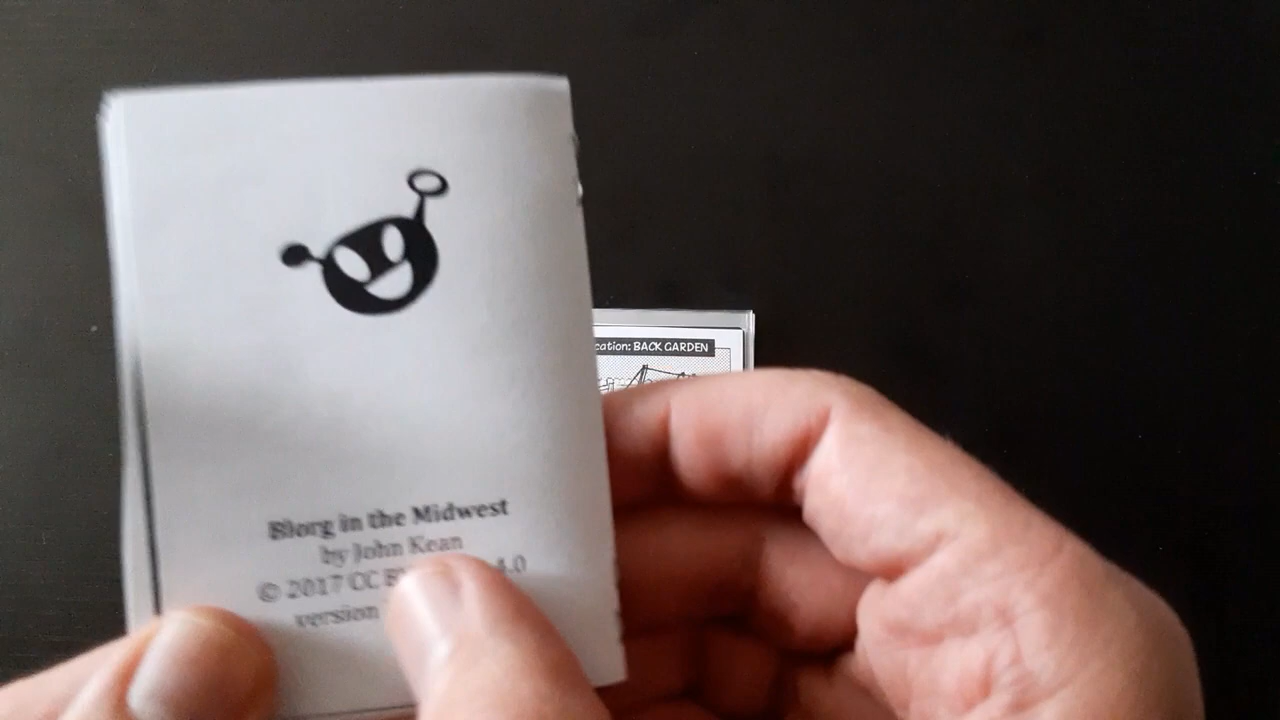 cation: BACK GARDEN
Blorg in the Midwest
by John Kean
© 2017 CC 4.0
version